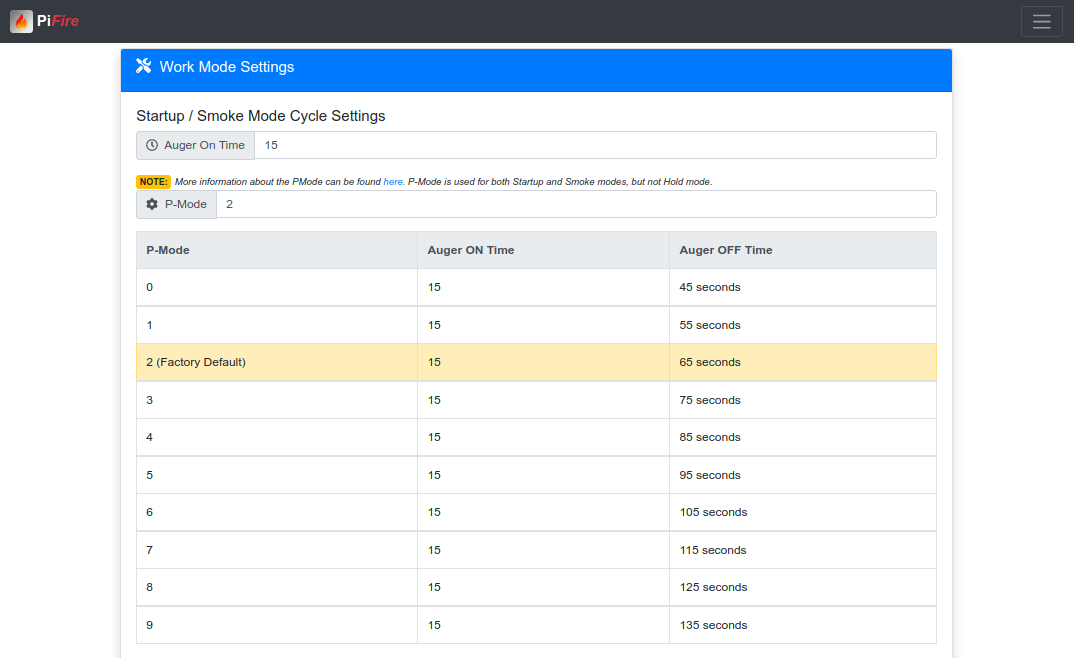 PiFire
Work Mode Settings
Startup / Smoke Mode Cycle Settings
Auger On Time 15
NOTE: More information about the PMode can be found here. P-Mode is used for both Startup and Smoke modes, but not Hold mode.
P-Mode 2
P-Mode Auger ON Time Auger OFF Time
0 15 45 seconds
1 15 55 seconds
2 (Factory Default) 15 65 seconds
3 15 75 seconds
4 15 85 seconds
5 15 95 seconds
6 15 105 seconds
7 15 115 seconds
8 15 125 seconds
9 15 135 seconds